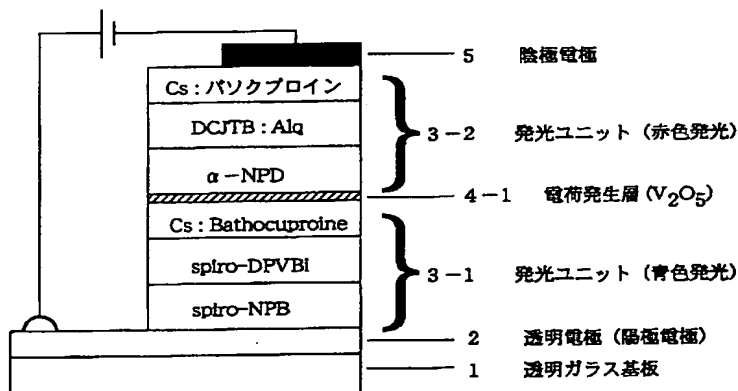 5 陰極電極
Cs:バソクプロイン
DCJTB:Alq
3-2 発光ユニット(赤色発光)
α-NPD
4-1 電荷発生層(V₂O₅)
Cs:Bathocuproine
spiro-DPVBi
3-1 発光ユニット(青色発光)
spiro-NPB
2 透明電極(陽極電極)
1 透明ガラス基板